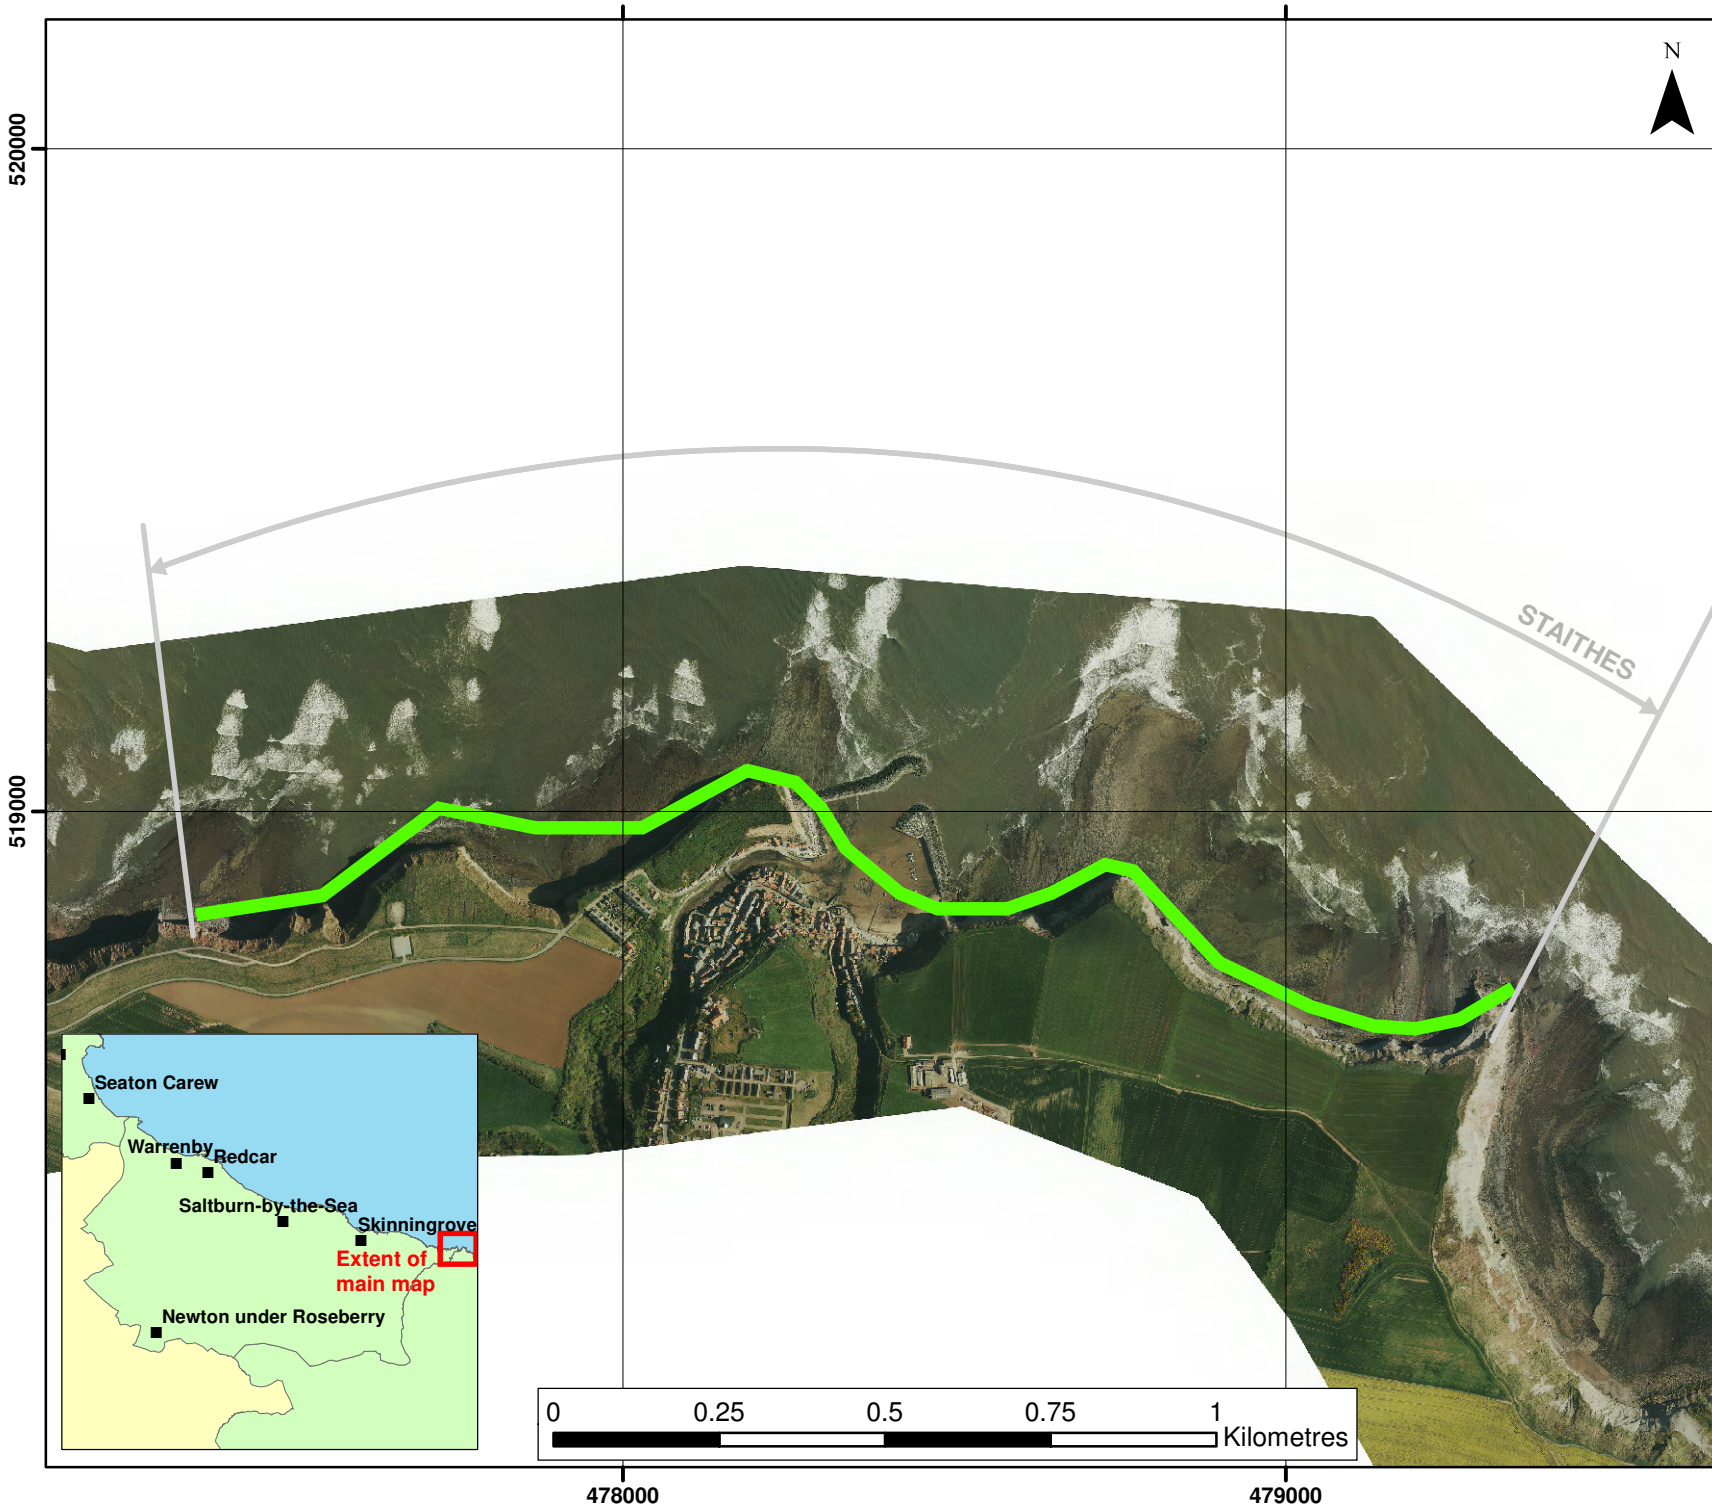 N
520000
STAITHES
519000
Seaton Carew
Warrenby
Redcar
Saltburn-by-the-Sea
Skinningrove
Extent of
main map
Newton under Roseberry
0 0.25 0.5 0.75 1
Kilometres
478000 479000